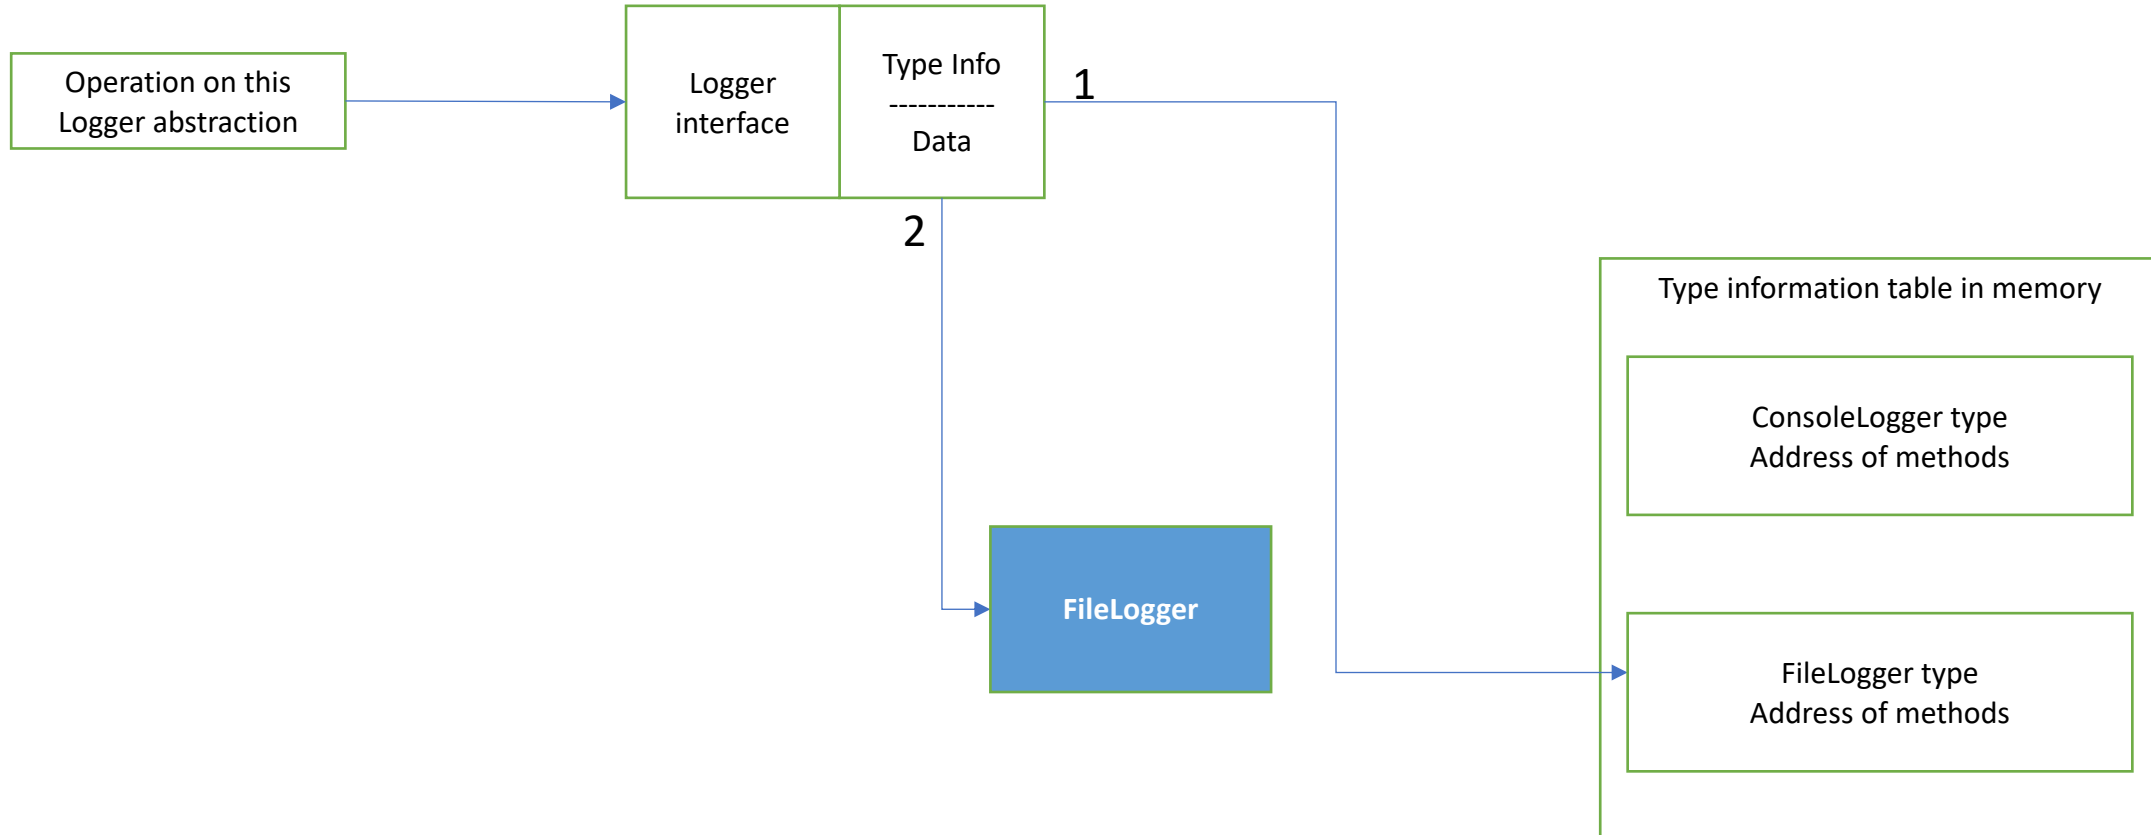 Operation on this
Logger abstraction
Logger
interface
Type Info
-----------
Data
1
2
Type information table in memory
ConsoleLogger type
Address of methods
FileLogger
FileLogger type
Address of methods